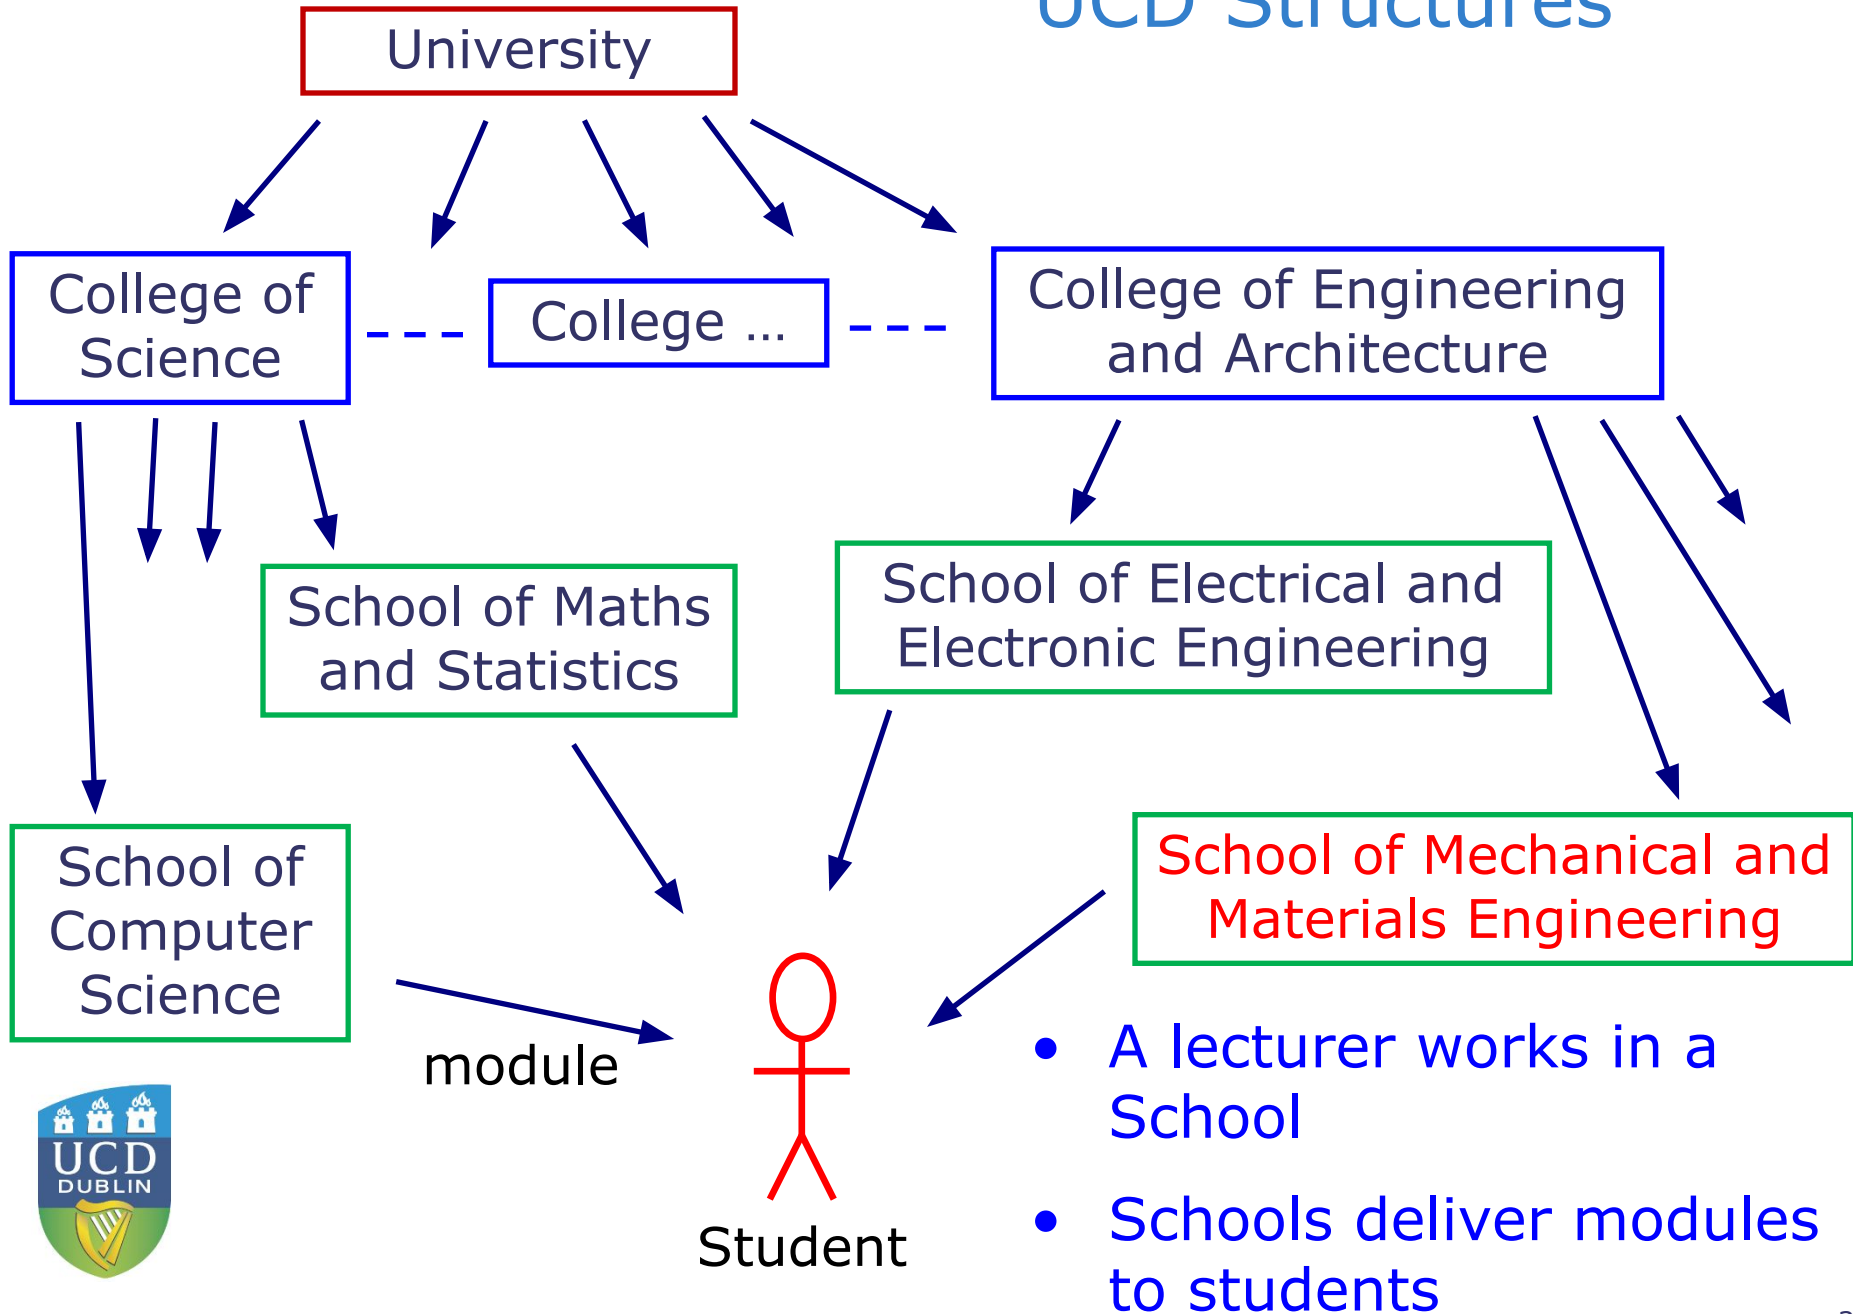 UCD Structures
University
College of
Science
College ...
College of Engineering
and Architecture
School of Maths
and Statistics
School of Electrical and
Electronic Engineering
School of
Computer
Science
School of Mechanical and
Materials Engineering
module
Student
• A lecturer works in a
School
• Schools deliver modules
to students
UCD
DUBLIN